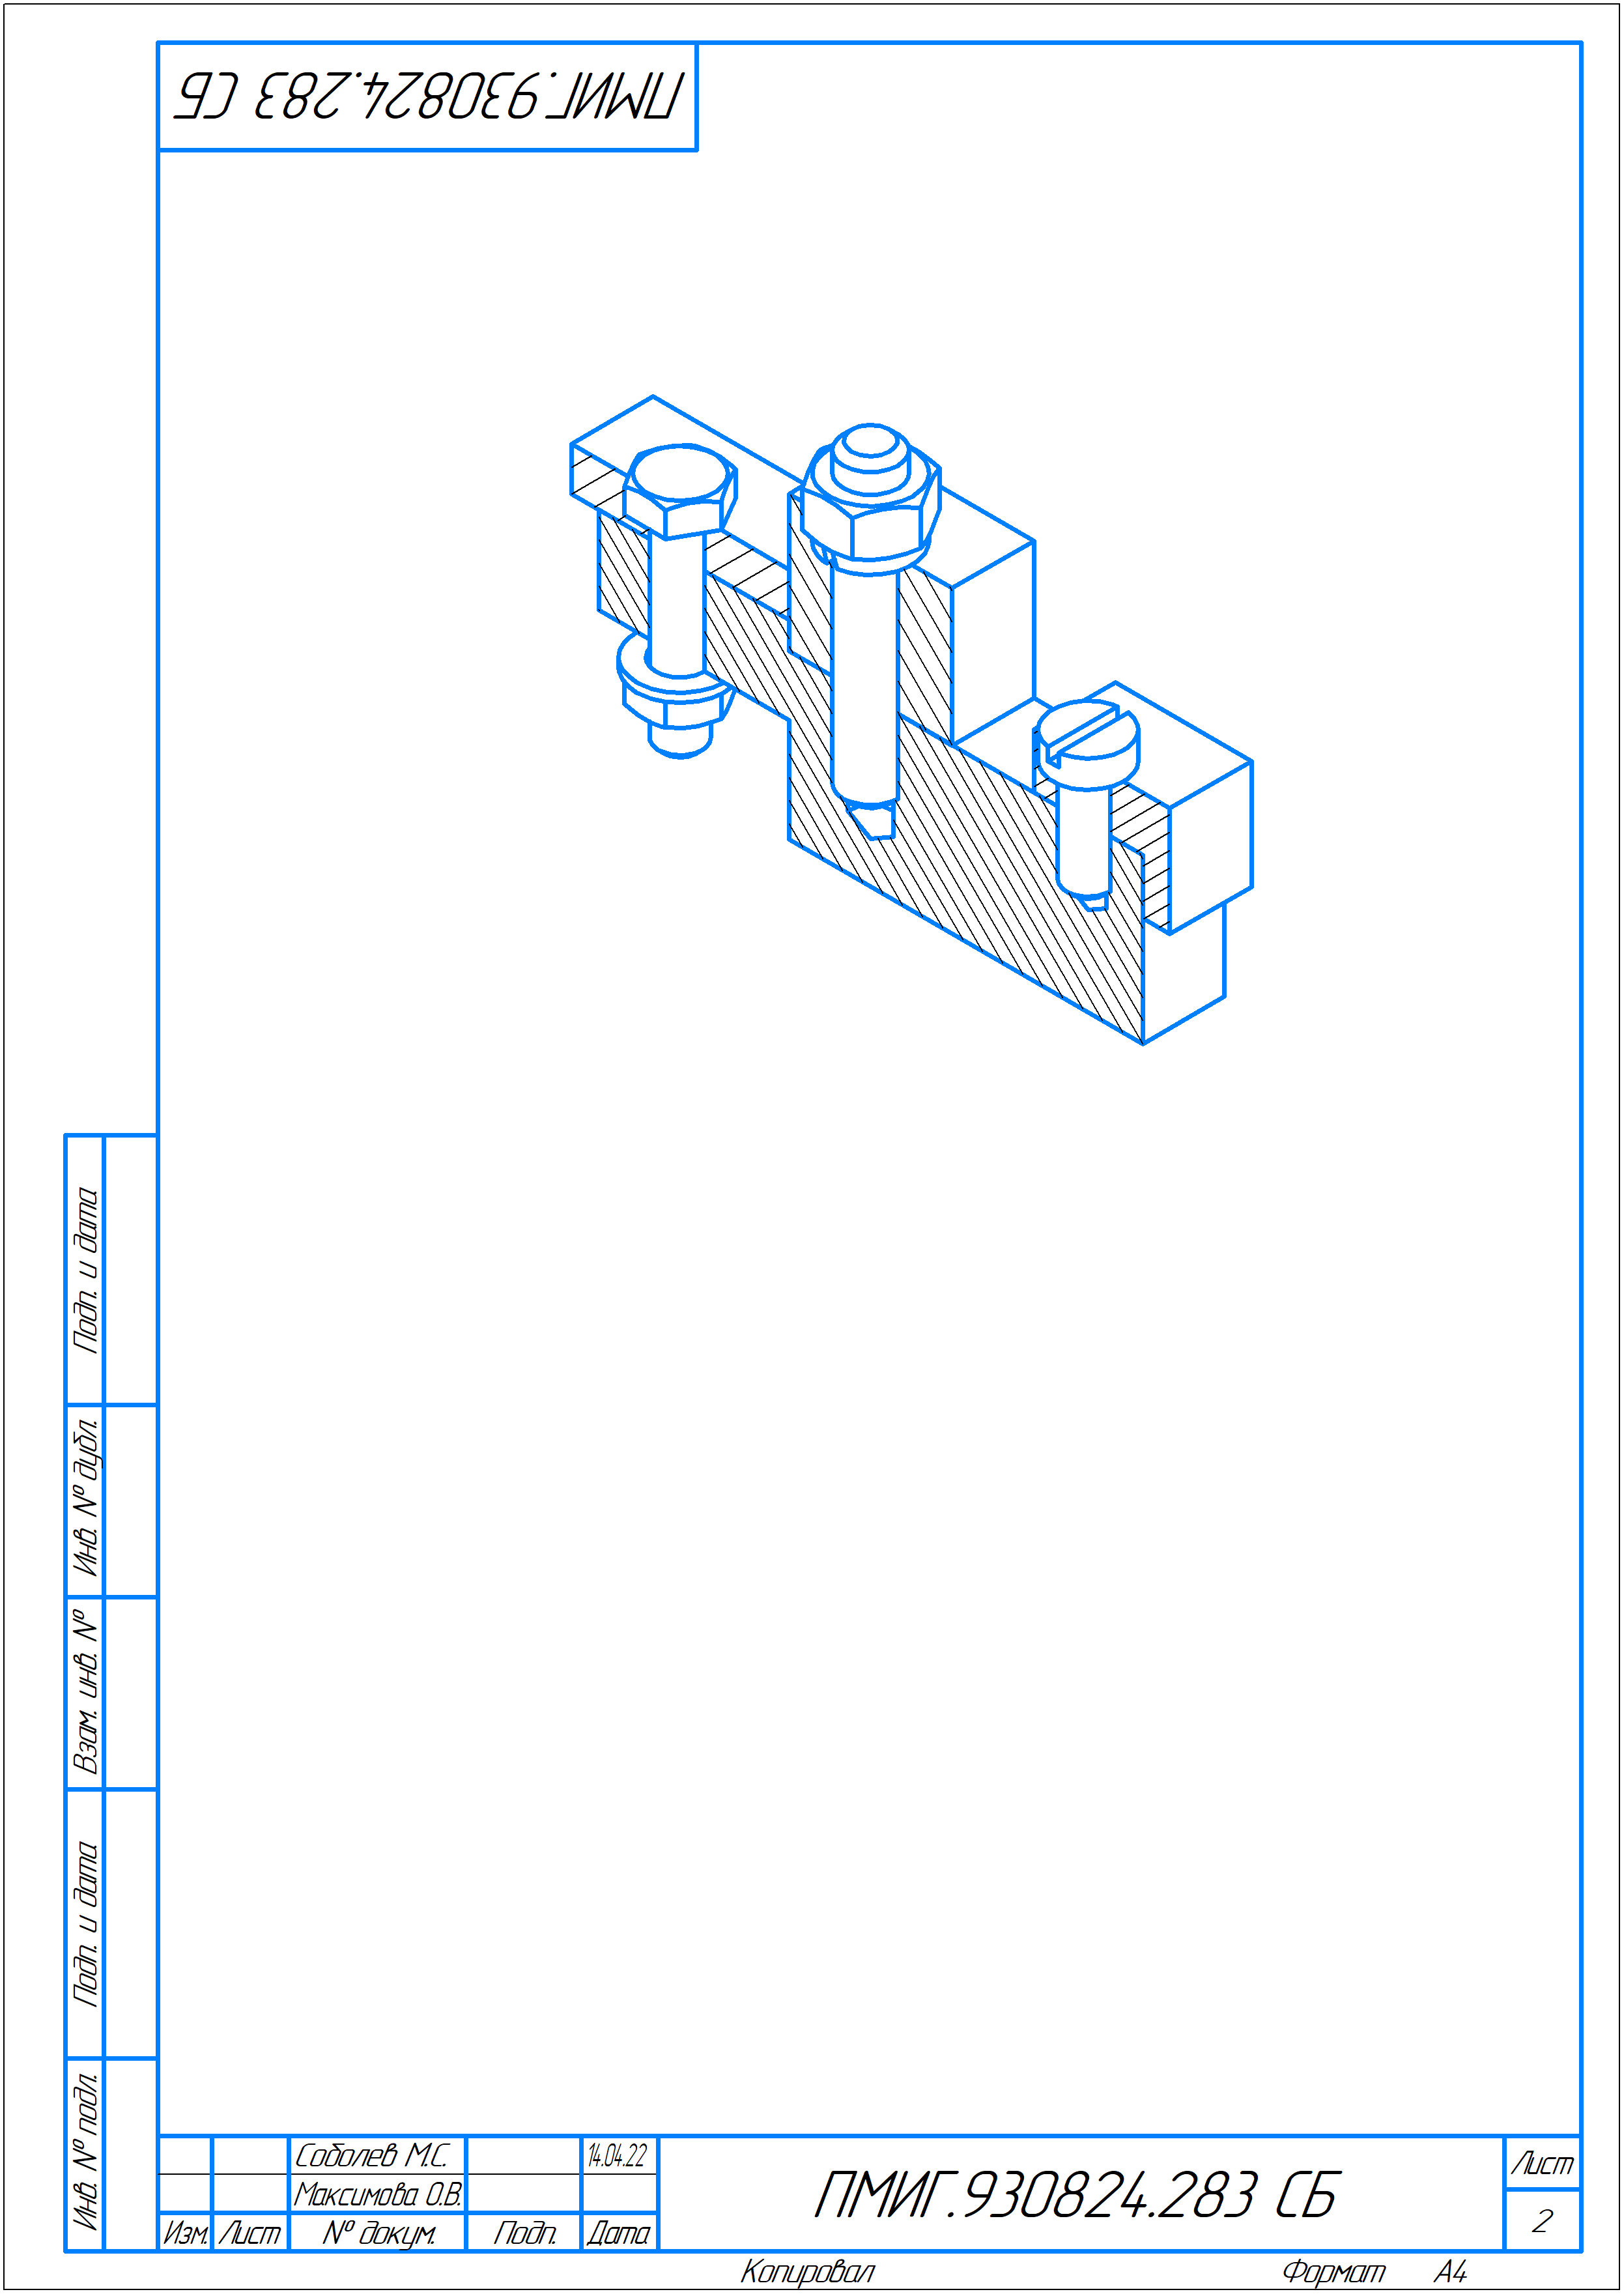 ПМИГ.930824.283 СБ
Подп. и дата
Инв. № дубл.
Взам. инв. №
Подп. и дата
Инв. № подл.
Соболев М.С. 14.04.22
Максимова О.В.
Изм. Лист № докум. Подп. Дата
ПМИГ.930824.283 СБ
Лист
2
Копировал Формат А4